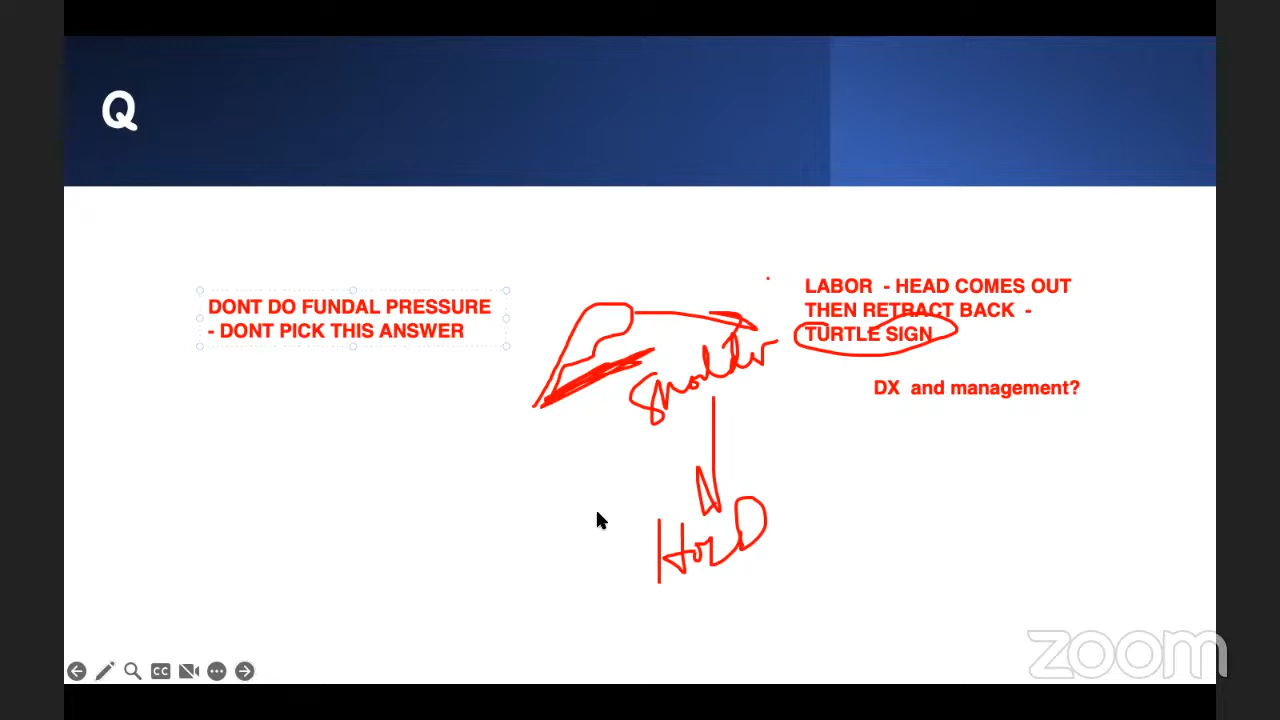 Q
DONT DO FUNDAL PRESSURE
- DONT PICK THIS ANSWER
LABOR - HEAD COMES OUT
THEN RETRACT BACK -
TURTLE SIGN
DX and management?
Shoulder
CC
zoom